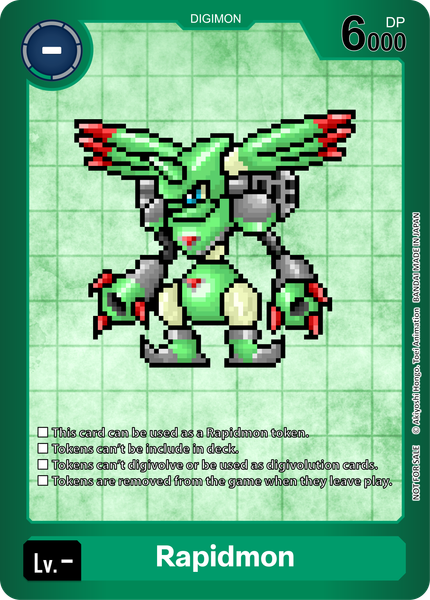 DIGIMON
-
6000
DP
□ This card can be used as a Rapidmon token.
□ Tokens can't be include in deck.
□ Tokens can't digivolve or be used as digivolution cards.
□ Tokens are removed from the game when they leave play.
NOT FOR SALE © Akiyoshi Hongo, Toei Animation BANDAI MADE IN JAPAN
Lv.-
Rapidmon